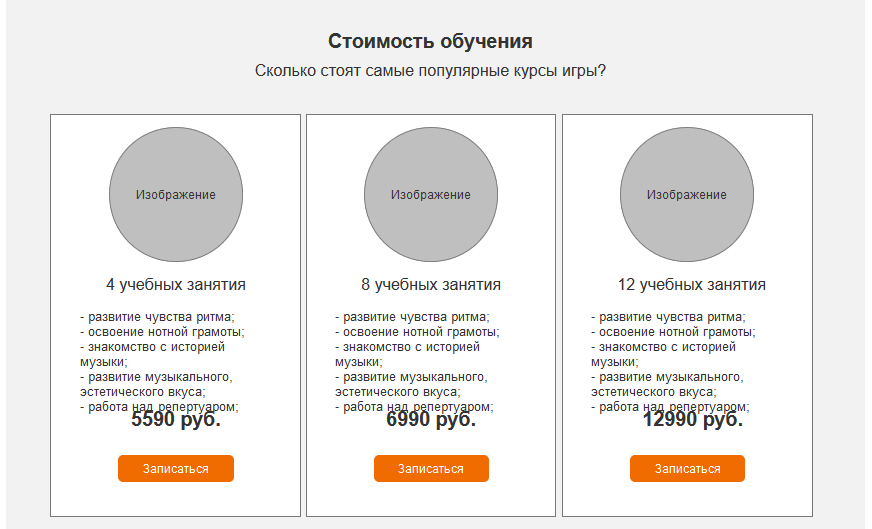 Стоимость обучения
Сколько стоят самые популярные курсы игры?
Изображение
4 учебных занятия
- развитие чувства ритма;
- освоение нотной грамоты;
- знакомство с историей
музыки;
- развитие музыкального,
эстетического вкуса;
- работа над репертуаром;
5590 руб.
Записаться
Изображение
8 учебных занятия
- развитие чувства ритма;
- освоение нотной грамоты;
- знакомство с историей
музыки;
- развитие музыкального,
эстетического вкуса;
- работа над репертуаром;
6990 руб.
Записаться
Изображение
12 учебных занятия
- развитие чувства ритма;
- освоение нотной грамоты;
- знакомство с историей
музыки;
- развитие музыкального,
эстетического вкуса;
- работа над репертуаром;
12990 руб.
Записаться